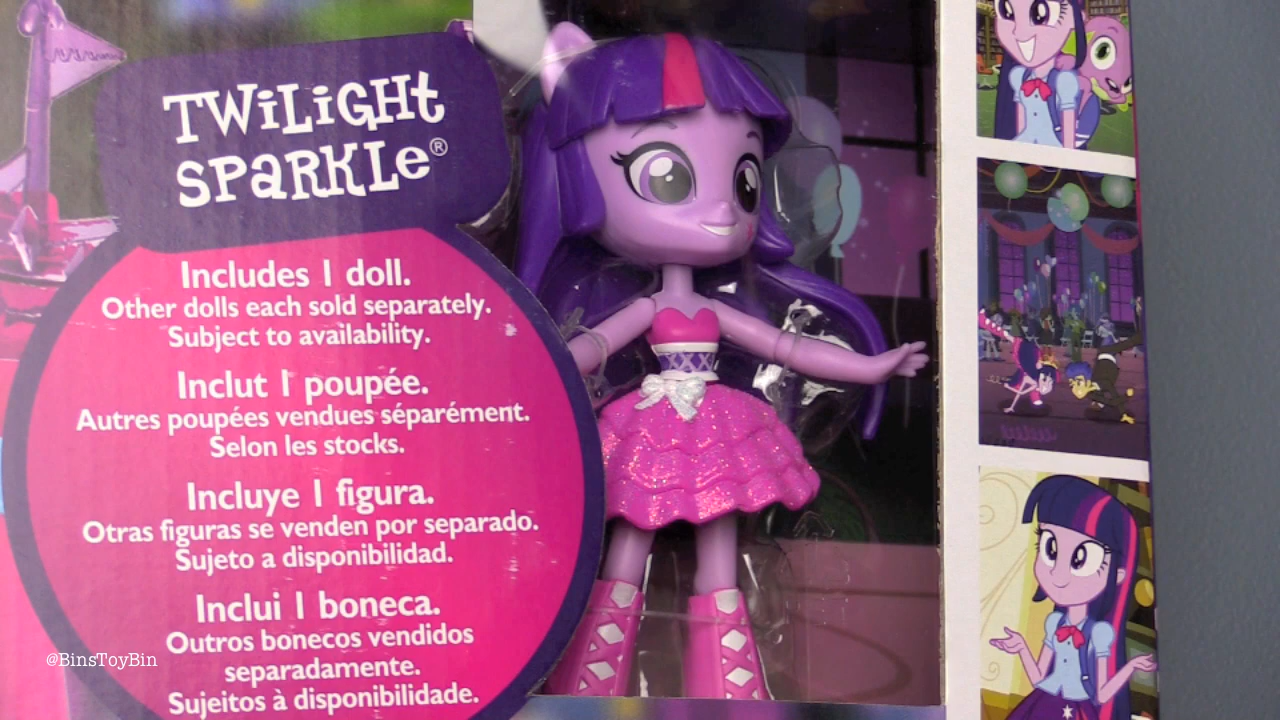 TWiLiGHt
SPaRKLe®
Includes 1 doll.
Other dolls each sold separately.
Subject to availability.
Inclut 1 poupée.
Autres poupées vendues séparément.
Selon les stocks.
Incluye 1 figura.
Otras figuras se venden por separado.
Sujeto a disponibilidad.
Inclui 1 boneca.
Outros bonecos vendidos
separadamente.
Sujeitos à disponibilidade.
@BinsToyBin